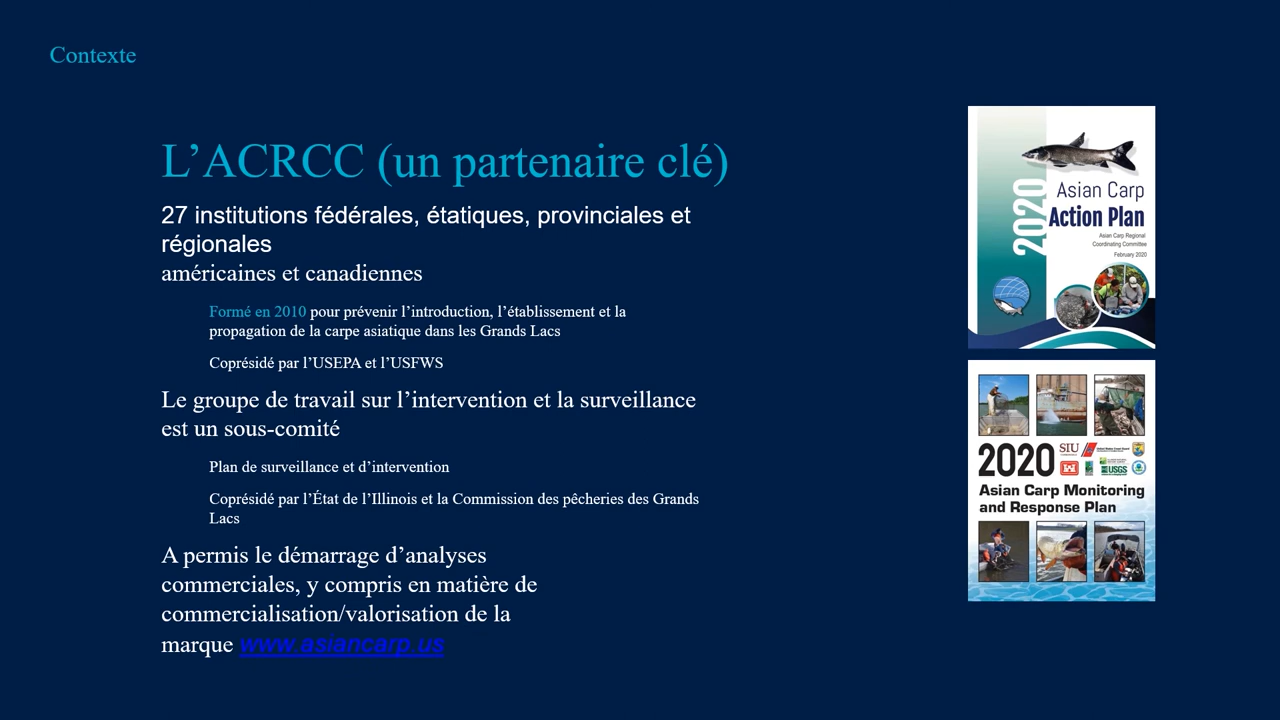 Contexte
L’ACRCC (un partenaire clé)
27 institutions fédérales, étatiques, provinciales et
régionales
américaines et canadiennes
Formé en 2010 pour prévenir l’introduction, l’établissement et la
propagation de la carpe asiatique dans les Grands Lacs
Coprésidé par l’USEPA et l’USFWS
Le groupe de travail sur l’intervention et la surveillance
est un sous-comité
Plan de surveillance et d’intervention
Coprésidé par l’État de l’Illinois et la Commission des pêcheries des Grands
Lacs
A permis le démarrage d’analyses
commerciales, y compris en matière de
commercialisation/valorisation de la
marque www.asiancarp.us
2020
Asian Carp
Action Plan
Asian Carp Regional
Coordinating Committee
February 2020
2020
SIU
USGS
Asian Carp Monitoring
and Response Plan